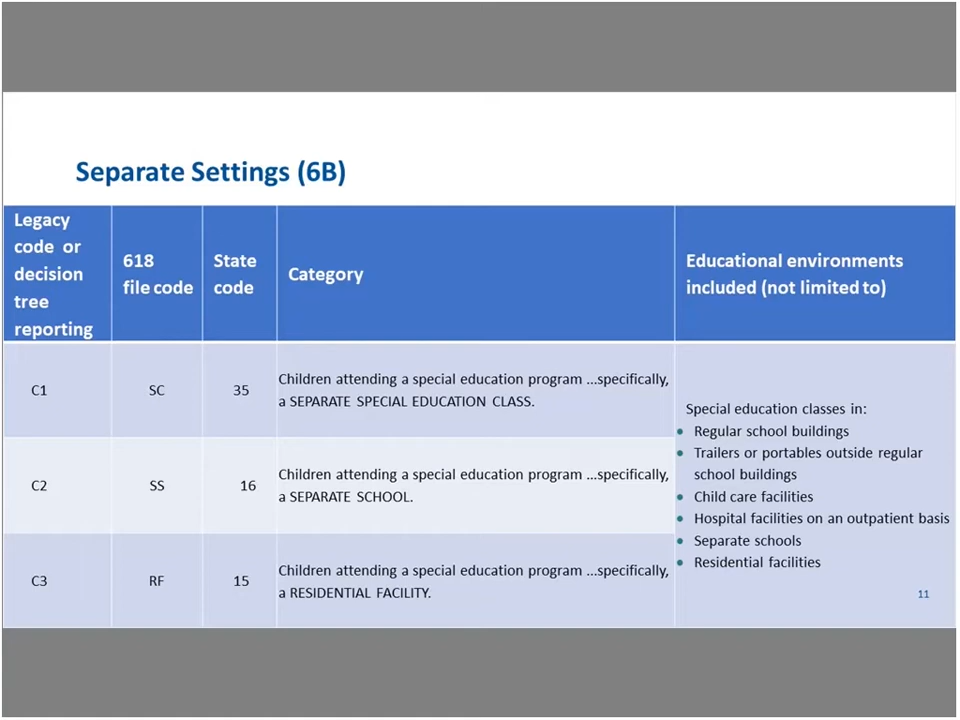 Separate Settings (6B)
Legacy
code or
decision
tree
reporting
618
file code
State
code
Category
Educational environments
included (not limited to)
C1
SC
35
Children attending a special education program ...specifically,
a SEPARATE SPECIAL EDUCATION CLASS.
C2
SS
16
Children attending a special education program ...specifically,
a SEPARATE SCHOOL.
C3
RF
15
Children attending a special education program ...specifically,
a RESIDENTIAL FACILITY.
Special education classes in:
• Regular school buildings
• Trailers or portables outside regular
school buildings
• Child care facilities
• Hospital facilities on an outpatient basis
• Separate schools
• Residential facilities
11